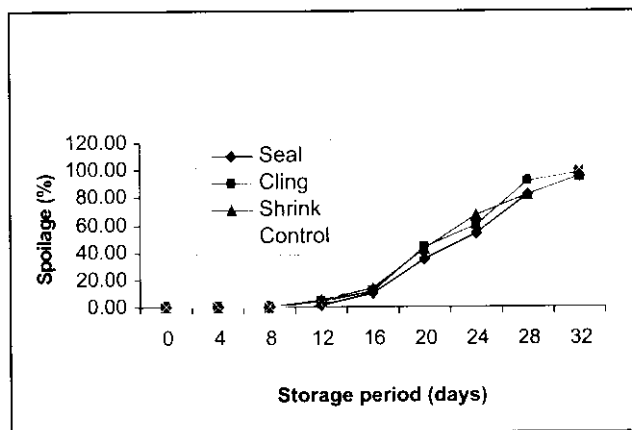 120.00
100.00
80.00
60.00
40.00
20.00
0.00
Spoilage (%)
Seal
Cling
Shrink
Control
0 4 8 12 16 20 24 28 32
Storage period (days)